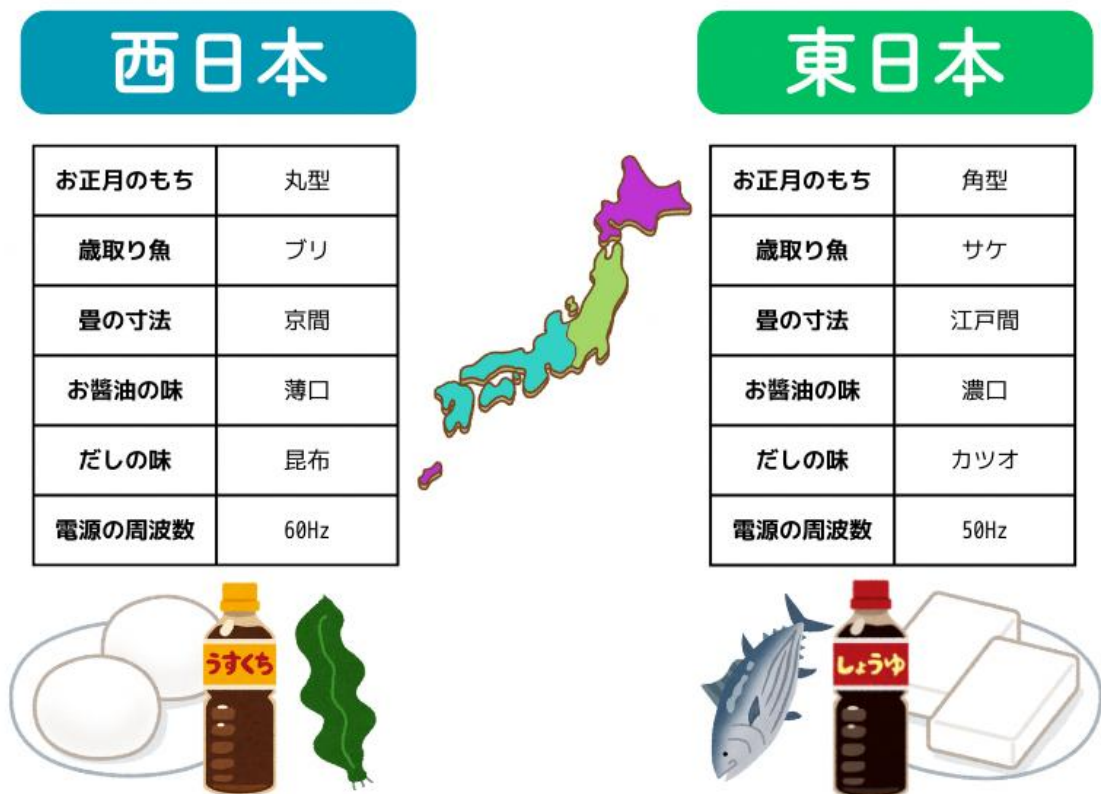 西日本
お正月のもち 丸型
歳取り魚 ブリ
畳の寸法 京間
お醤油の味 薄口
だしの味 昆布
電源の周波数 60Hz
うすくち
東日本
お正月のもち 角型
歳取り魚 サケ
畳の寸法 江戸間
お醤油の味 濃口
だしの味 カツオ
電源の周波数 50Hz
しょうゆ